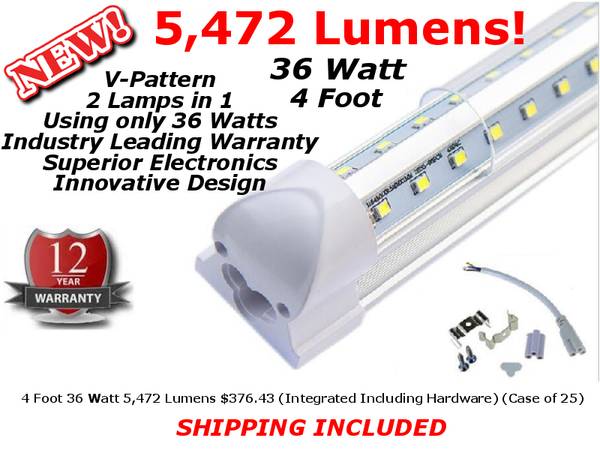 NEW!
5,472 Lumens!
36 Watt
4 Foot
V-Pattern
2 Lamps in 1
Using only 36 Watts
Industry Leading Warranty
Superior Electronics
Innovative Design
12
YEAR
WARRANTY
4 Foot 36 Watt 5,472 Lumens $376.43 (Integrated Including Hardware) (Case of 25)
SHIPPING INCLUDED